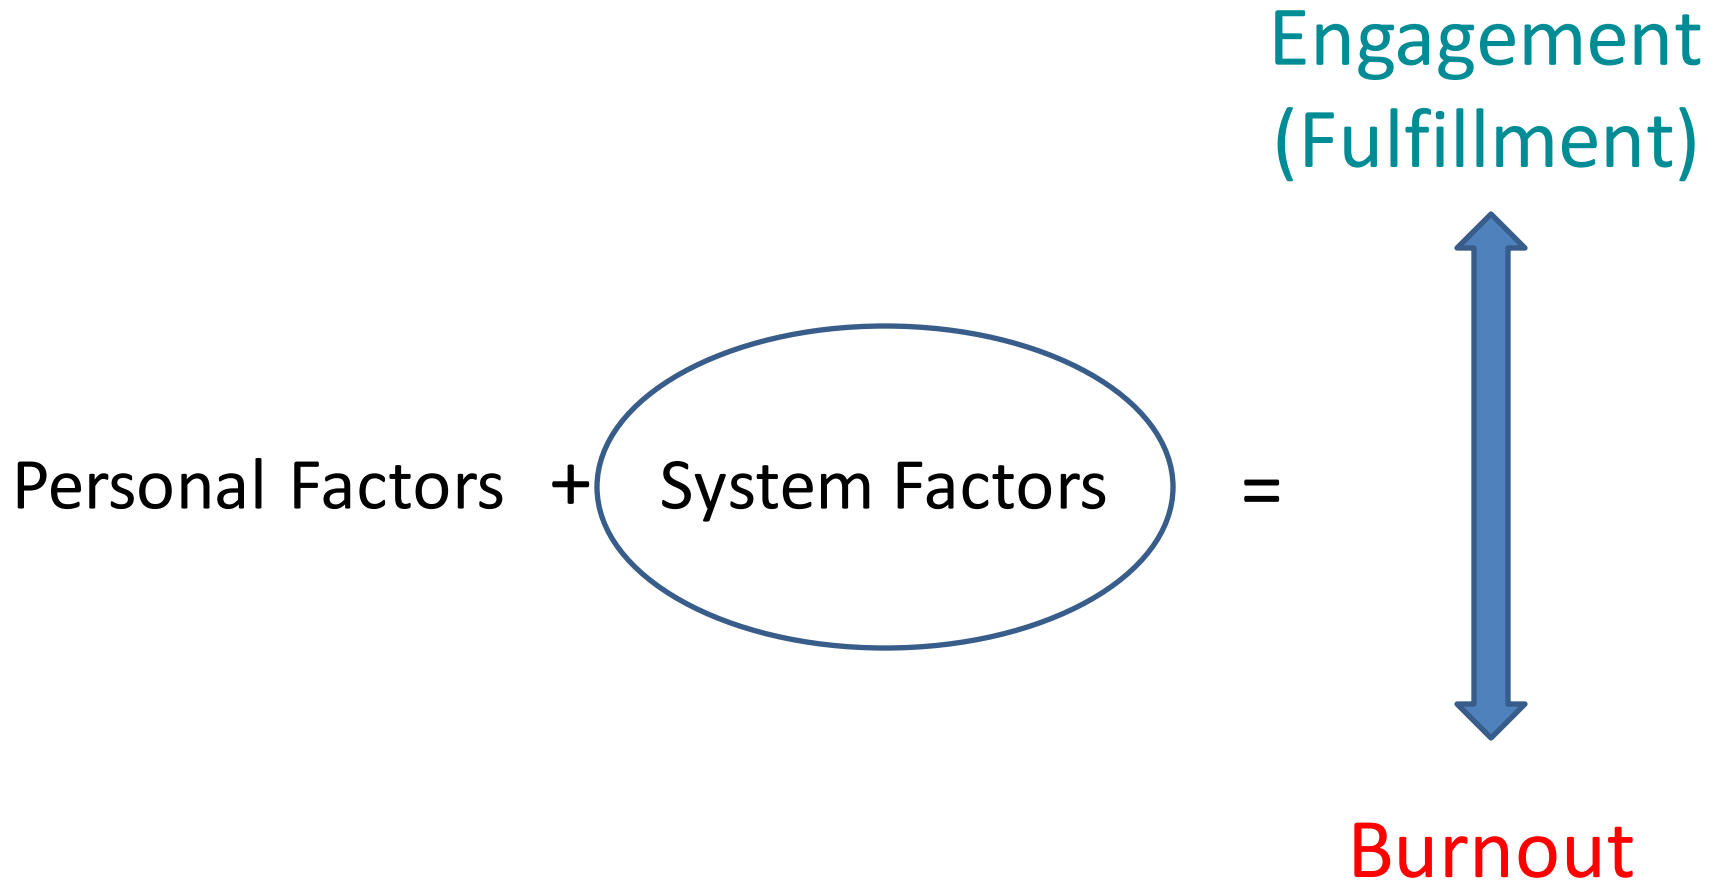 Engagement
(Fulfillment)
Personal Factors + System Factors =
Burnout